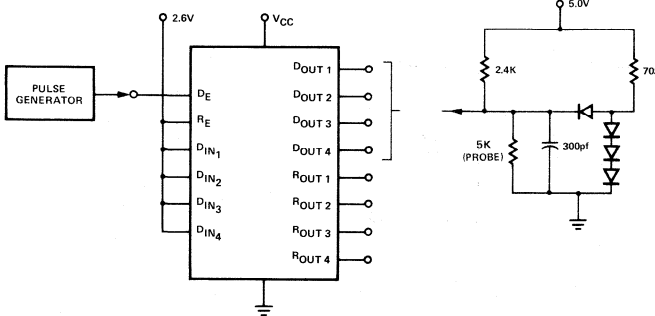 2.6V
VCC
5.0V
PULSE
GENERATOR
DE
RE
DIN1
DIN2
DIN3
DIN4
DOUT 1
DOUT 2
DOUT 3
DOUT 4
ROUT 1
ROUT 2
ROUT 3
ROUT 4
2.4K
5K
(PROBE)
300pf